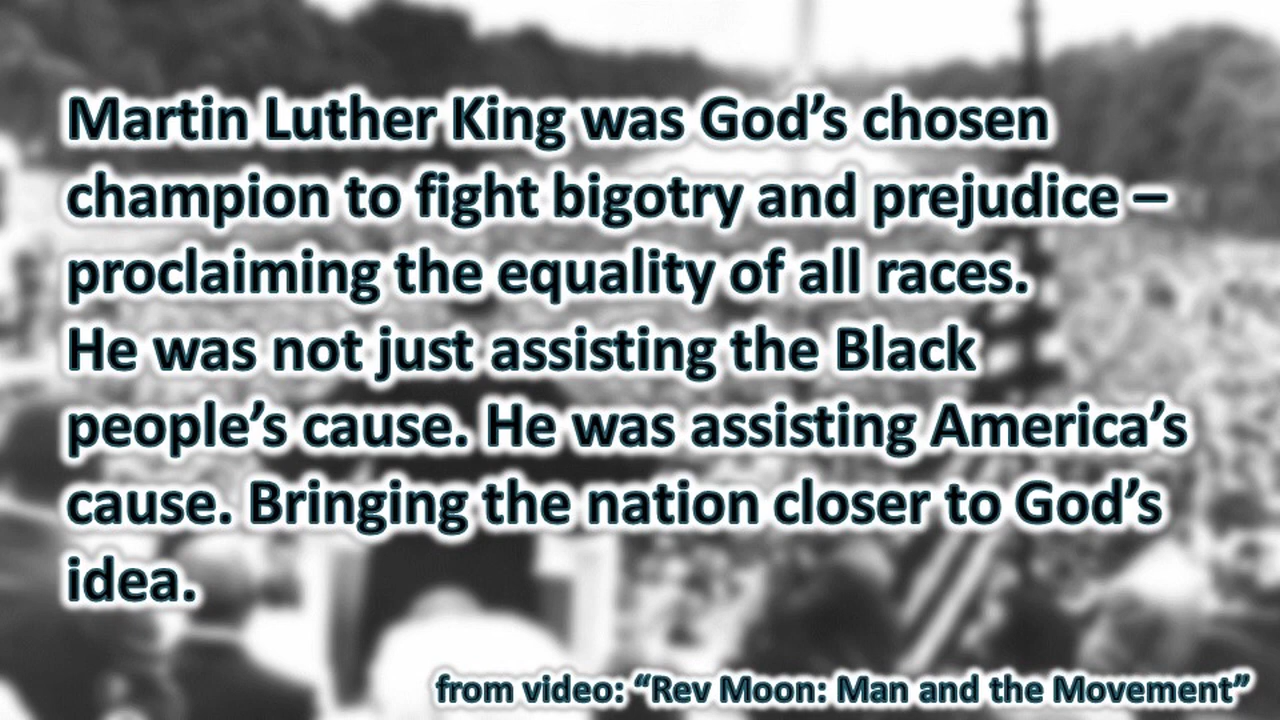 Martin Luther King was God’s chosen
champion to fight bigotry and prejudice –
proclaiming the equality of all races.
He was not just assisting the Black
people’s cause. He was assisting America’s
cause. Bringing the nation closer to God’s
idea.
from video: “Rev Moon: Man and the Movement”